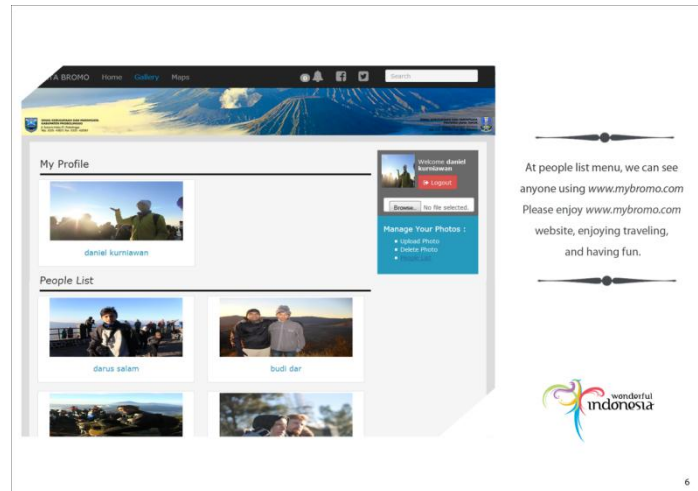 TA BROMO Home Gallery Maps Search
My Profile
daniel kurniawan
People List
darus salam
budi dar
Welcome daniel
kurniawan
Logout
Browse... No file selected.
Manage Your Photos :
Upload Photo
Delete Photo
People List
At people list menu, we can see
anyone using www.mybromo.com
Please enjoy www.mybromo.com
website, enjoying traveling,
and having fun.
wonderful
indonesia
6